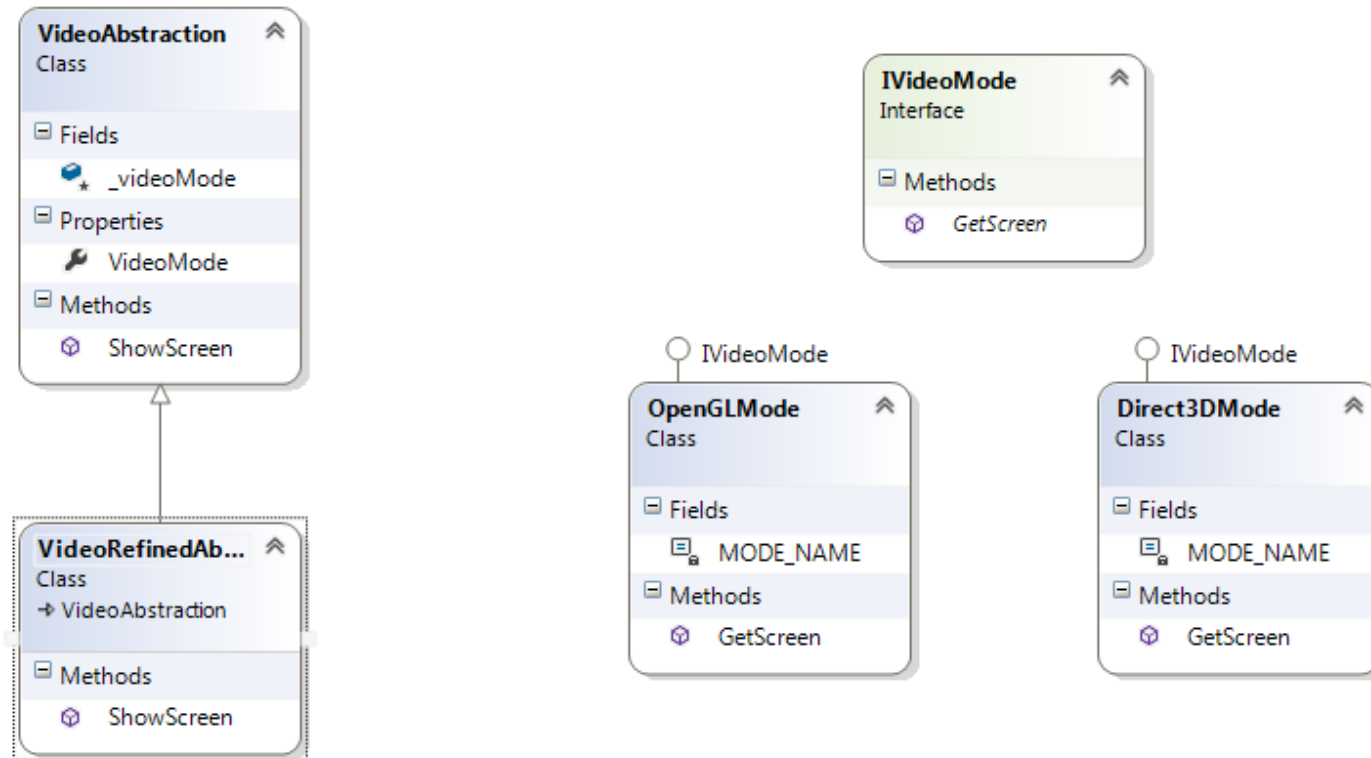 VideoAbstraction
Class
Fields
_videoMode
Properties
VideoMode
Methods
ShowScreen
VideoRefinedAb...
Class
VideoAbstraction
Methods
ShowScreen
IVideoMode
Interface
Methods
GetScreen
IVideoMode
OpenGLMode
Class
Fields
MODE_NAME
Methods
GetScreen
IVideoMode
Direct3DMode
Class
Fields
MODE_NAME
Methods
GetScreen